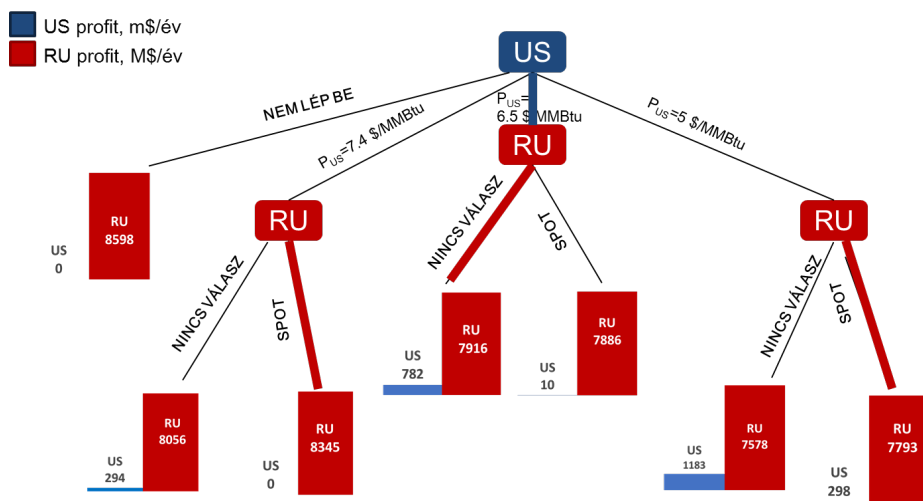 US profit, m$/év
RU profit, M$/év
US
NEM LÉP BE
P_US=7.4 $/MMBtu
P_US=
6.5 $/MMBtu
P_US=5 $/MMBtu
RU
RU
RU
RU
8598
US
0
NINCS VÁLASZ
SPOT
NINCS VÁLASZ
SPOT
NINCS VÁLASZ
SPOT
RU
7916
US
782
RU
7886
US
10
RU
8056
US
294
RU
8345
US
0
RU
7578
US
1183
RU
7793
US
298